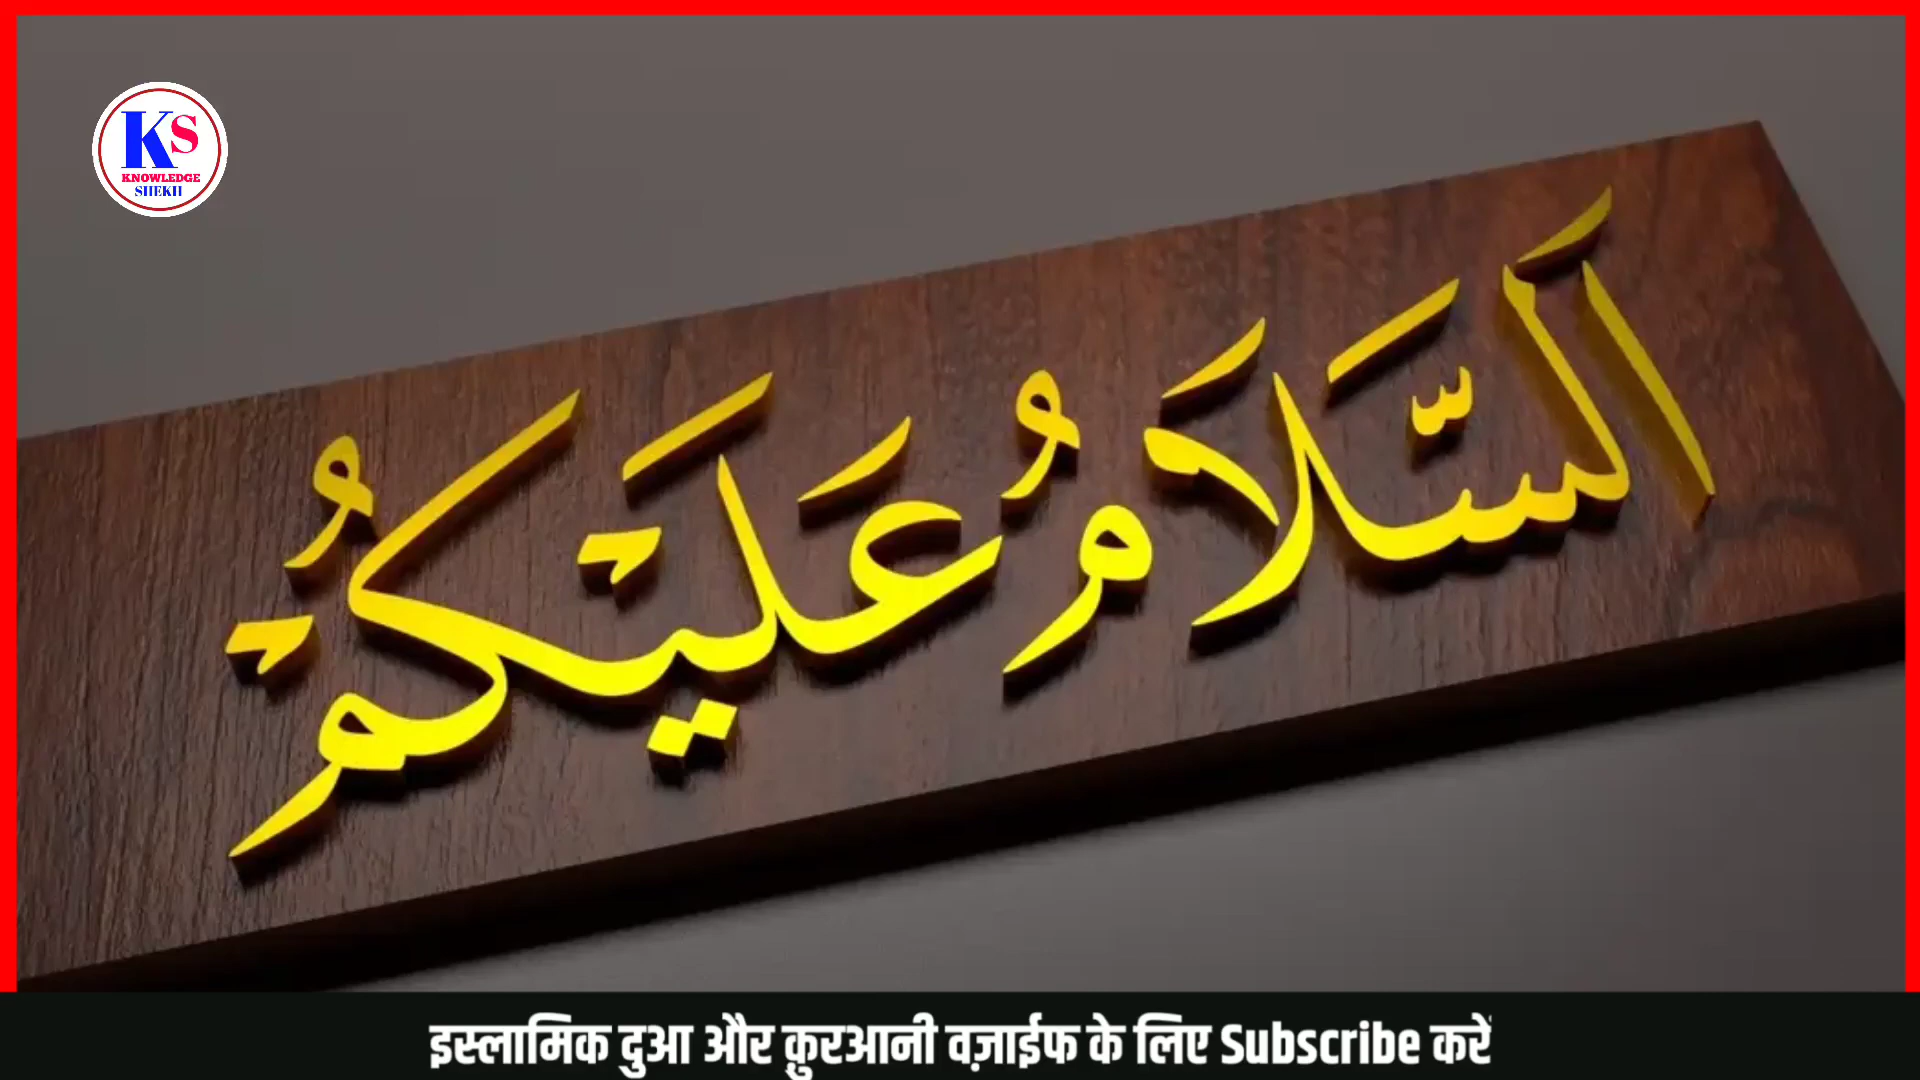 KS
KNOWLEDGE
SHEKH
اَلسَّلَامُ عَلَيْكُمْ
इस्लामिक दुआ और क़ुरआनी वज़ाईफ के लिए Subscribe करें